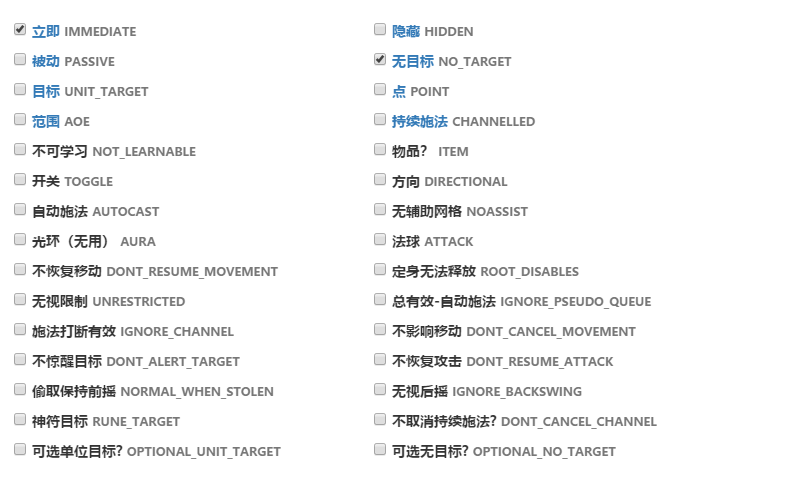 立即 IMMEDIATE 隐藏 HIDDEN
被动 PASSIVE 无目标 NO_TARGET
目标 UNIT_TARGET 点 POINT
范围 AOE 持续施法 CHANNELLED
不可学习 NOT_LEARNABLE 物品? ITEM
开关 TOGGLE 方向 DIRECTIONAL
自动施法 AUTOCAST 无辅助网格 NOASSIST
光环（无用） AURA 法球 ATTACK
不恢复移动 DONT_RESUME_MOVEMENT 定身无法释放 ROOT_DISABLES
无视限制 UNRESTRICTED 总有效-自动施法 IGNORE_PSEUDO_QUEUE
施法打断有效 IGNORE_CHANNEL 不影响移动 DONT_CANCEL_MOVEMENT
不惊醒目标 DONT_ALERT_TARGET 不恢复攻击 DONT_RESUME_ATTACK
偷取保持前摇 NORMAL_WHEN_STOLEN 无视后摇 IGNORE_BACKSWING
神符目标 RUNE_TARGET 不取消持续施法? DONT_CANCEL_CHANNEL
可选单位目标? OPTIONAL_UNIT_TARGET 可选无目标? OPTIONAL_NO_TARGET